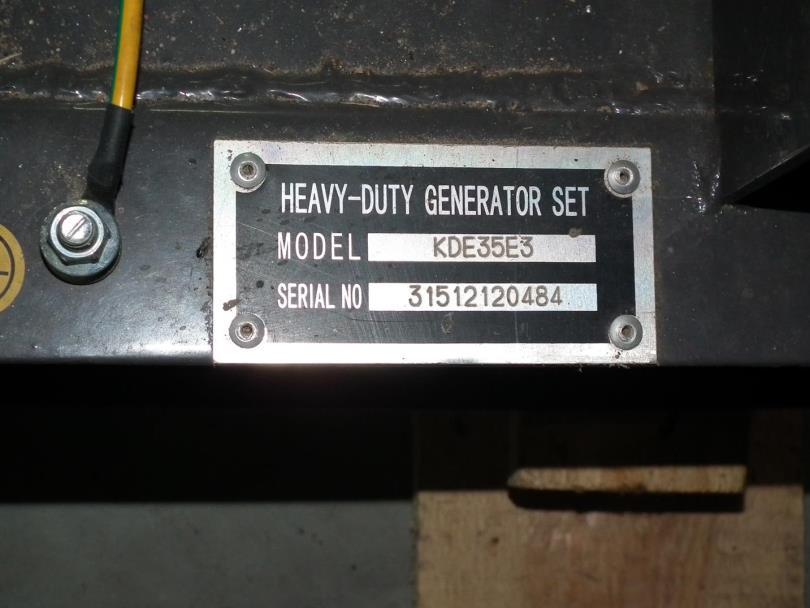 HEAVY-DUTY GENERATOR SET
MODEL KDE35E3
SERIAL NO 31512120484